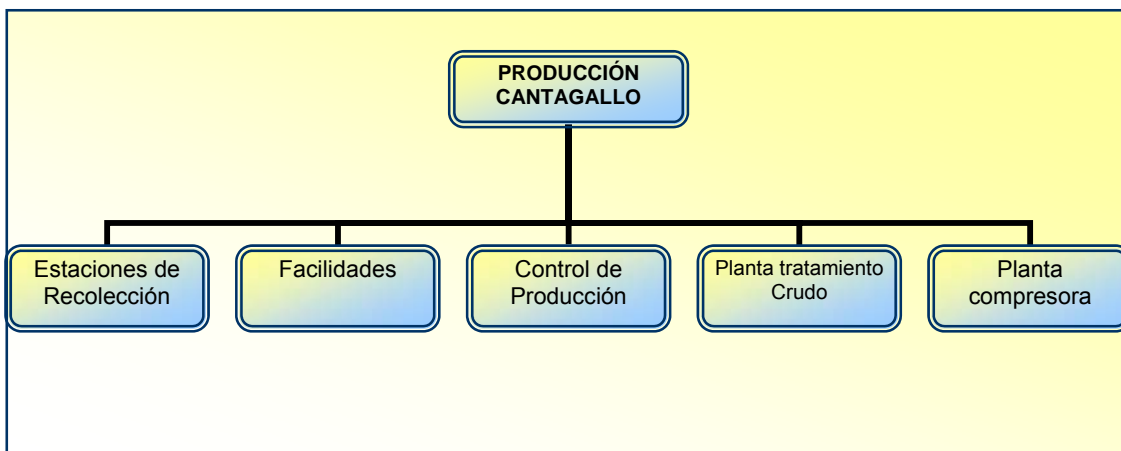 PRODUCCIÓN
CANTAGALLO
Estaciones de
Recolección
Facilidades
Control de
Producción
Planta tratamiento
Crudo
Planta
compresora